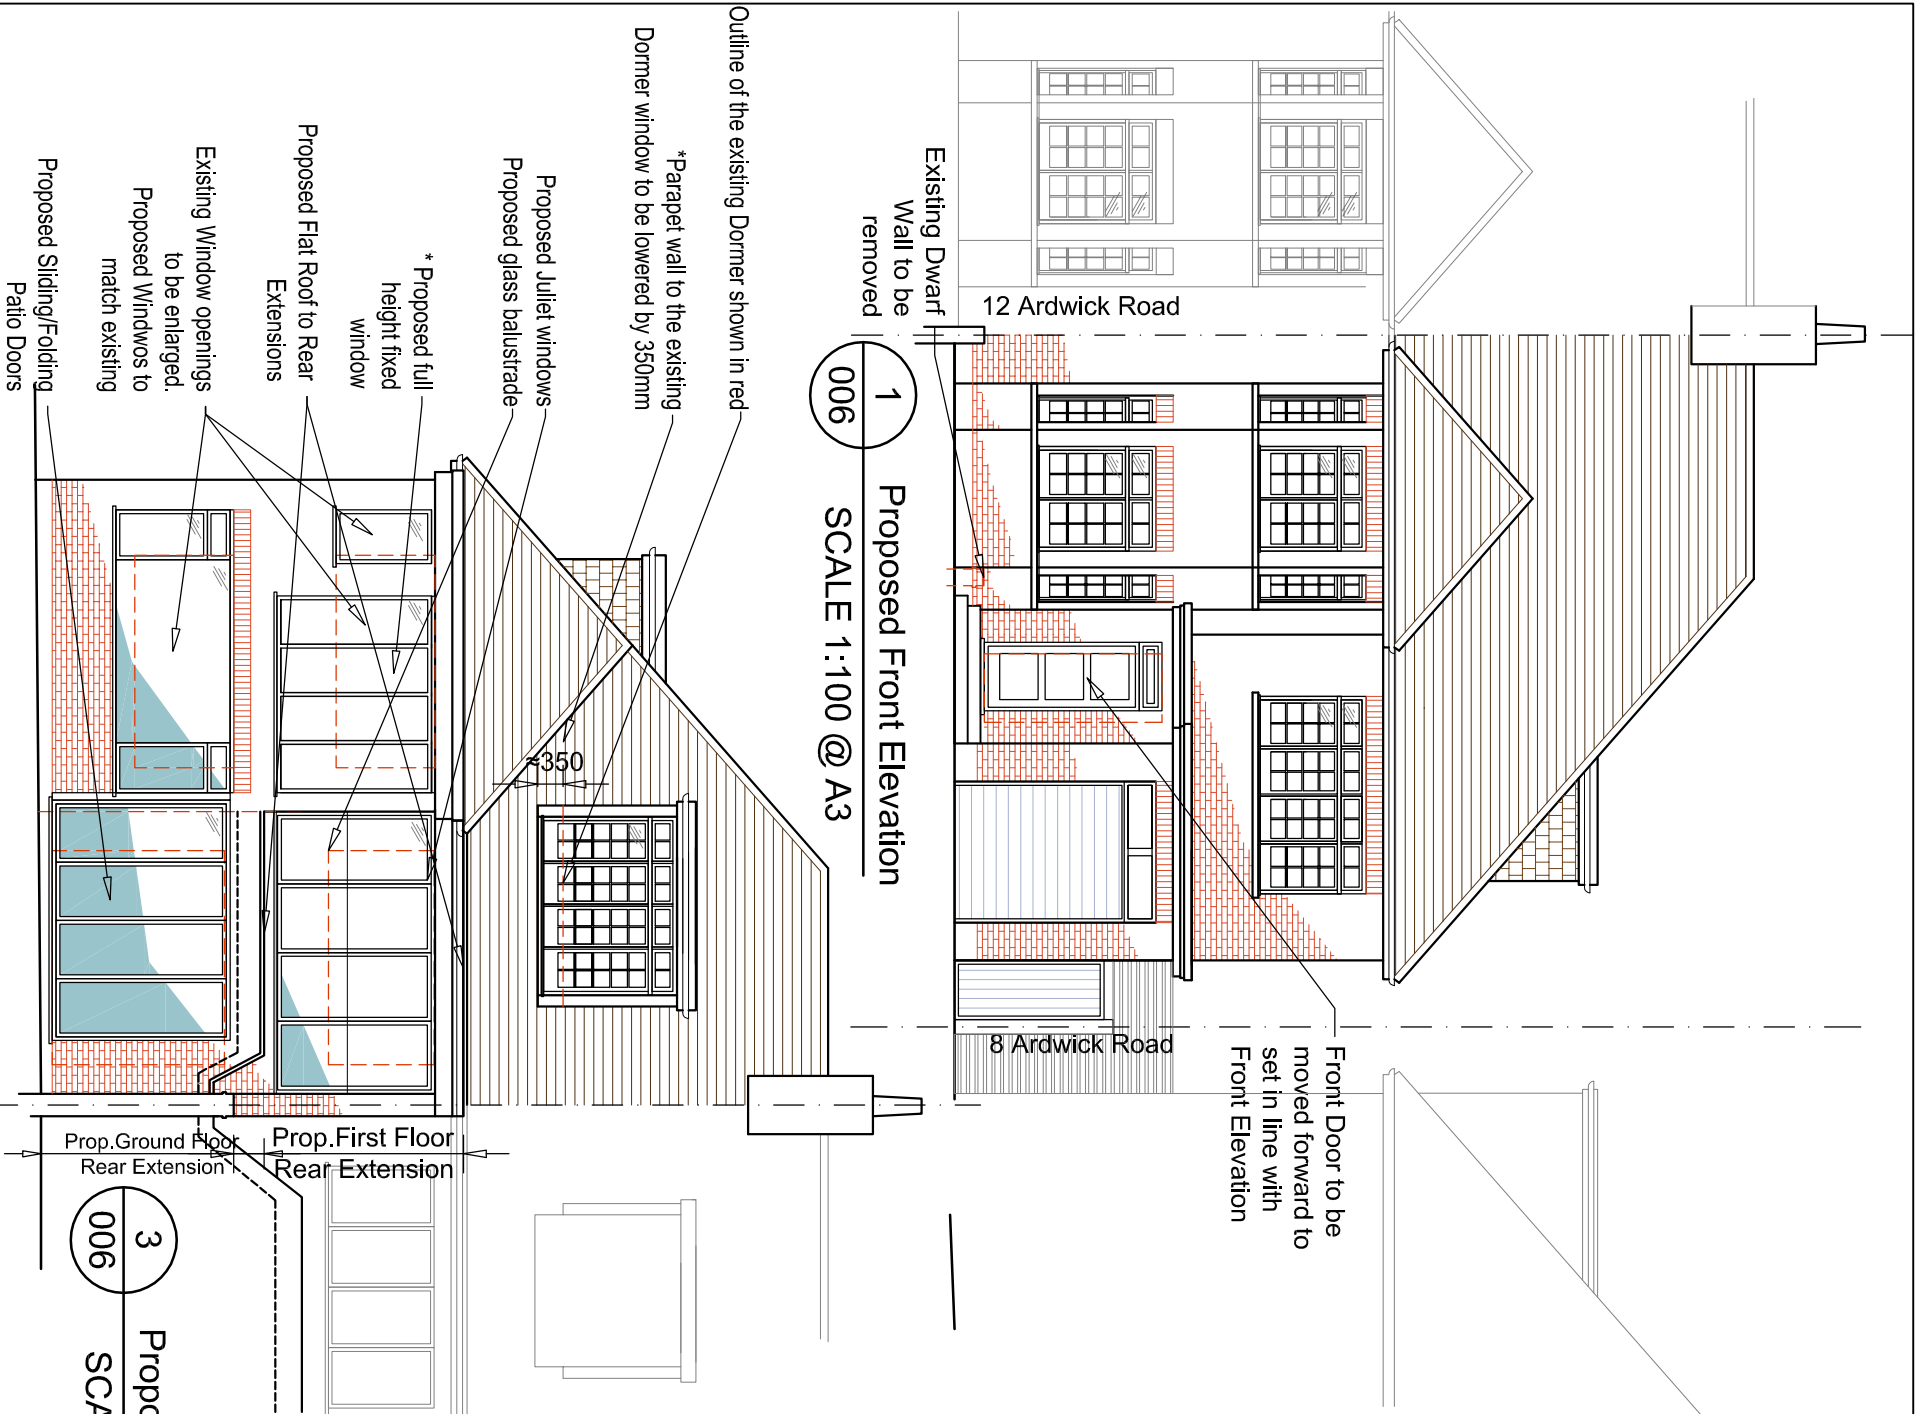 12 Ardwick Road
8 Ardwick Road
Existing Dwarf
Wall to be
removed
Front Door to be
moved forward to
set in line with
Front Elevation
1
006
Proposed Front Elevation
SCALE 1:100 @ A3
Outline of the existing Dormer shown in red
*Parapet wall to the existing
Dormer window to be lowered by 350mm
Proposed Juliet windows
Proposed glass balustrade
* Proposed full
height fixed
window
Proposed Flat Roof to Rear
Extensions
Existing Window openings
to be enlarged.
Proposed Windwos to
match existing
Proposed Sliding/Folding
Patio Doors
≈350
Prop.Ground Floor
Rear Extension
Prop.First Floor
Rear Extension
3
006
Propo
SCA